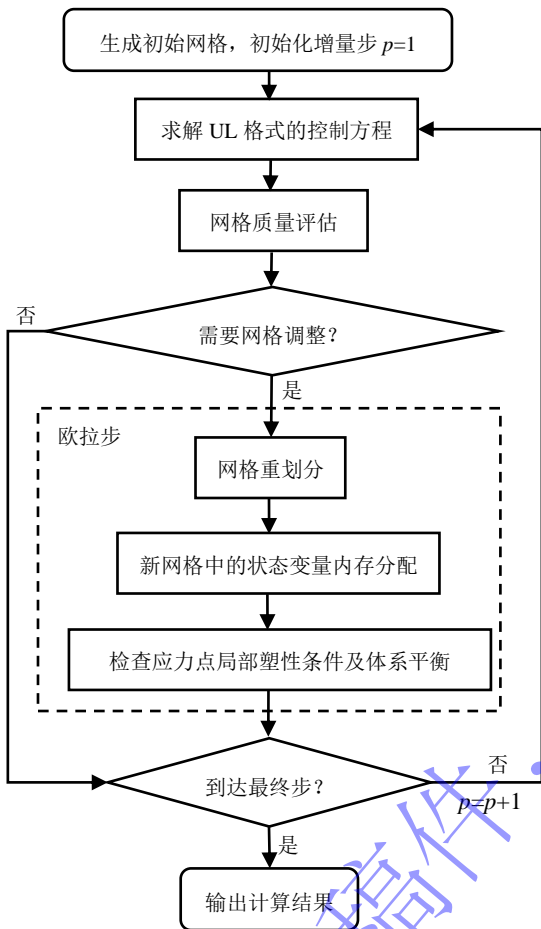 生成初始网格，初始化增量步 p=1
求解 UL 格式的控制方程
网格质量评估
否
需要网格调整？
是
欧拉步
网格重划分
新网格中的状态变量内存分配
检查应力点局部塑性条件及体系平衡
到达最终步？
否
p=p+1
是
输出计算结果
稿件